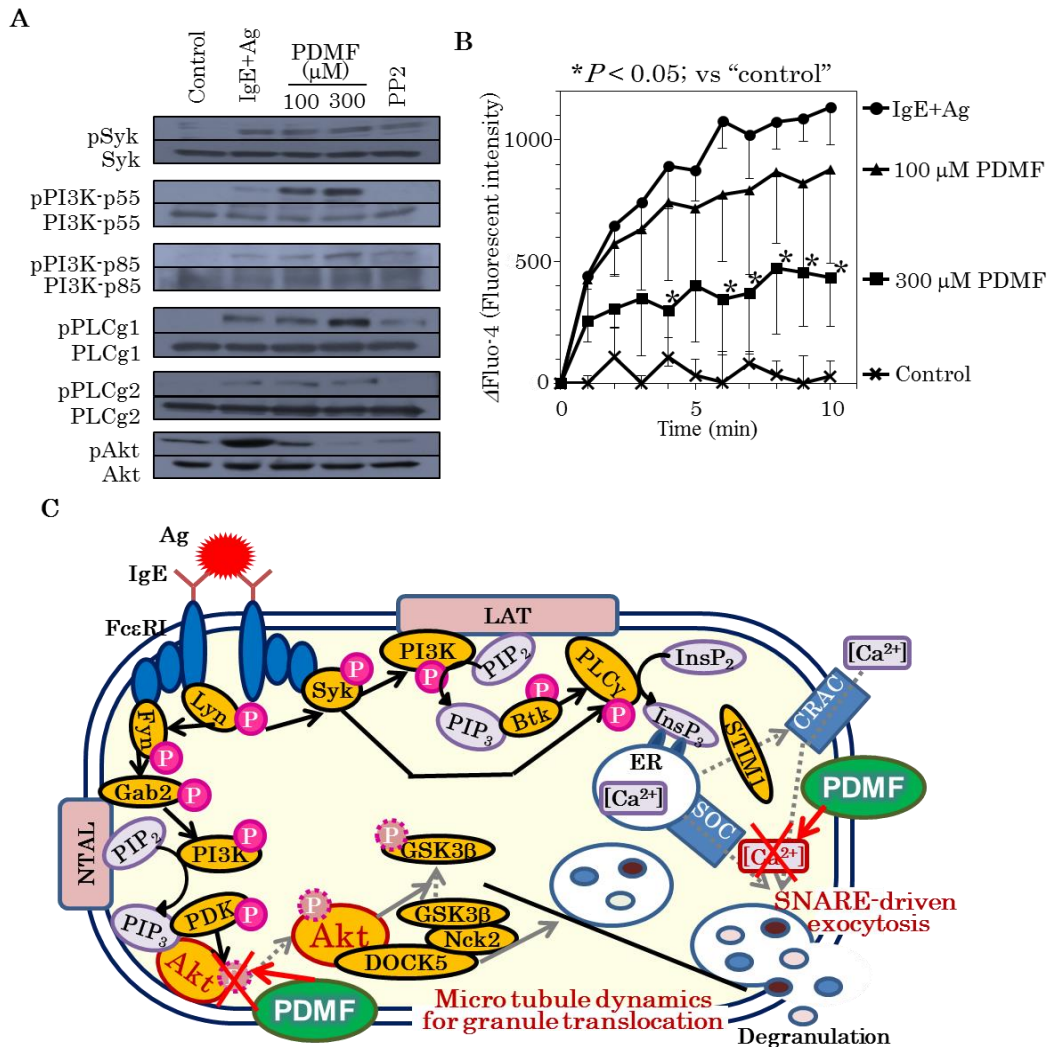 A
Control
IgE+Ag
PDMF
(μM)
100 300
PP2
pSyk
Syk
pPI3K-p55
PI3K-p55
pPI3K-p85
PI3K-p85
pPLCg1
PLCg1
pPLCg2
PLCg2
pAkt
Akt
B
*P < 0.05; vs “control”
ΔFluo-4 (Fluorescent intensity)
1000
500
0
0 5 10
Time (min)
IgE+Ag
100 μM PDMF
300 μM PDMF
Control
* * * * * *
C
Ag
IgE
FcεRI
LAT
PI3K
P
PIP2
PLCγ
P
InsP2
[Ca2+]
CRAC
Syk
P
PIP3
Btk
P
InsP3
STIM1
Lyn
P
Fyn
P
ER
[Ca2+]
SOC
PDMF
[Ca2+]
Gab2
P
NTAL
PIP2
PI3K
P
P
GSK3β
SNARE-driven
exocytosis
PIP3
PDK
P
P
Akt
GSK3β
Nck2
DOCK5
Akt
P
PDMF
Micro tubule dynamics
for granule translocation
Degranulation